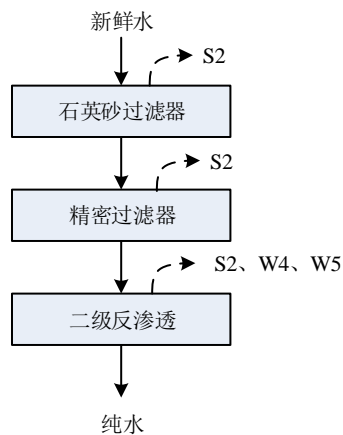 新鲜水
S2
石英砂过滤器
S2
精密过滤器
S2、W4、W5
二级反渗透
纯水